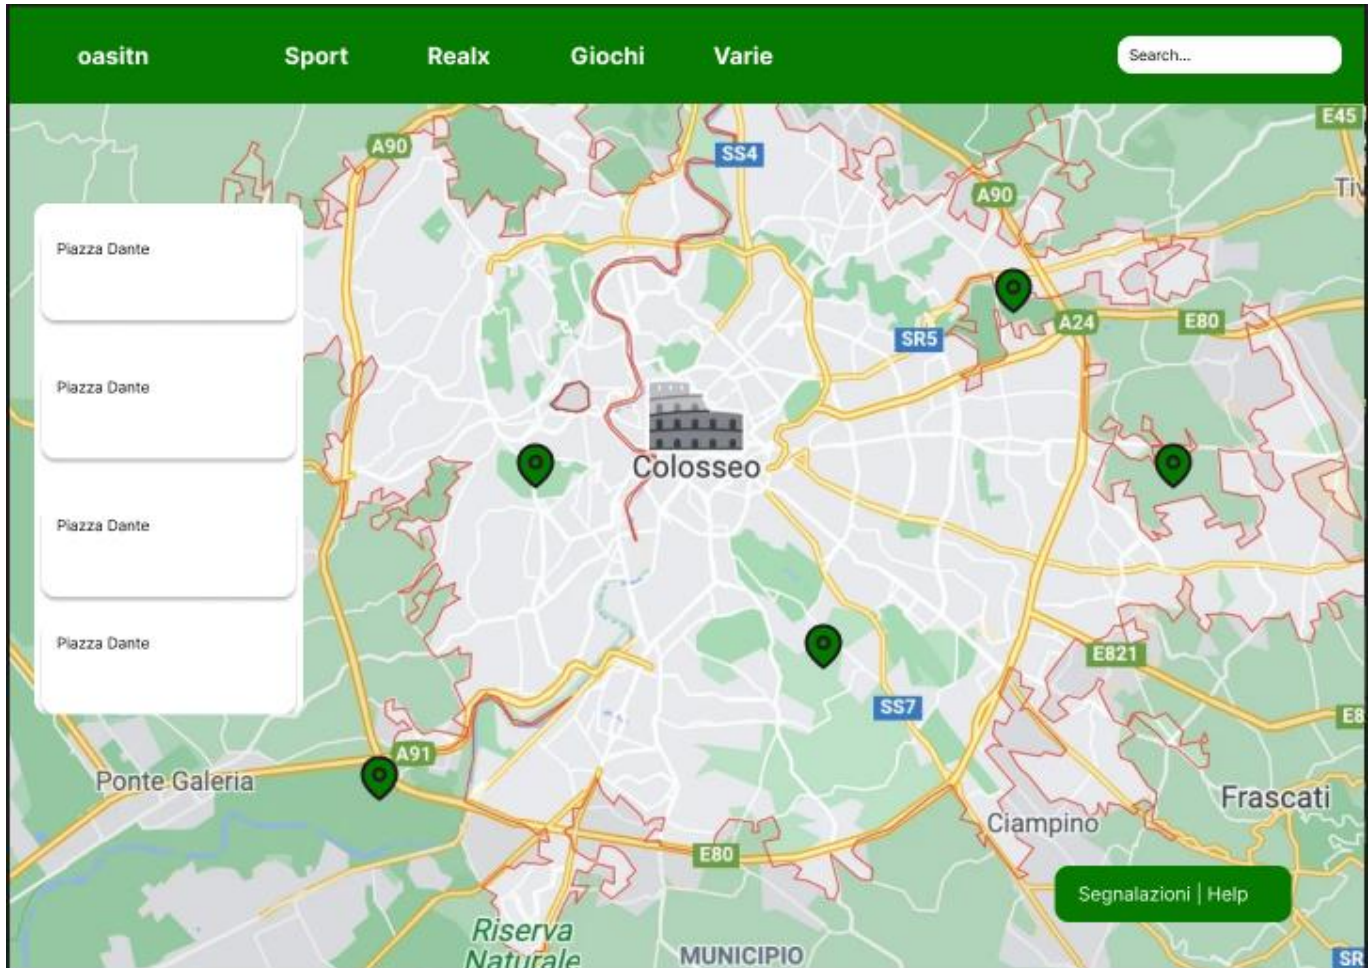 oasitn Sport Realx Giochi Varie Search...
E45
A90
SS4
A90
Piazza Dante
A24
E80
SR5
Piazza Dante
Colosseo
Piazza Dante
Piazza Dante
E821
SS7
A91
Ponte Galeria
Frascati
Ciampino
E80
Segnalazioni | Help
Riserva
Naturale
MUNICIPIO
SR